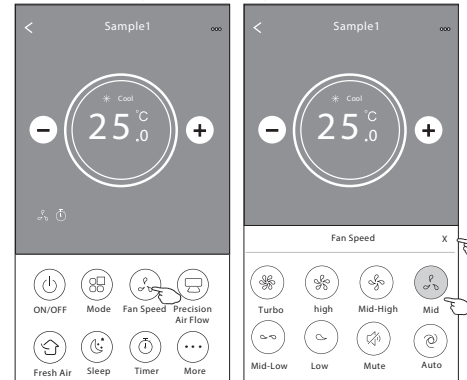 Sample1
Cool
25.0°C
ON/OFF
Mode
Fan Speed
Precision
Air Flow
Fresh Air
Sleep
Timer
More
Sample1
Cool
25.0°C
Fan Speed
X
Turbo
high
Mid-High
Mid
Mid-Low
Low
Mute
Auto